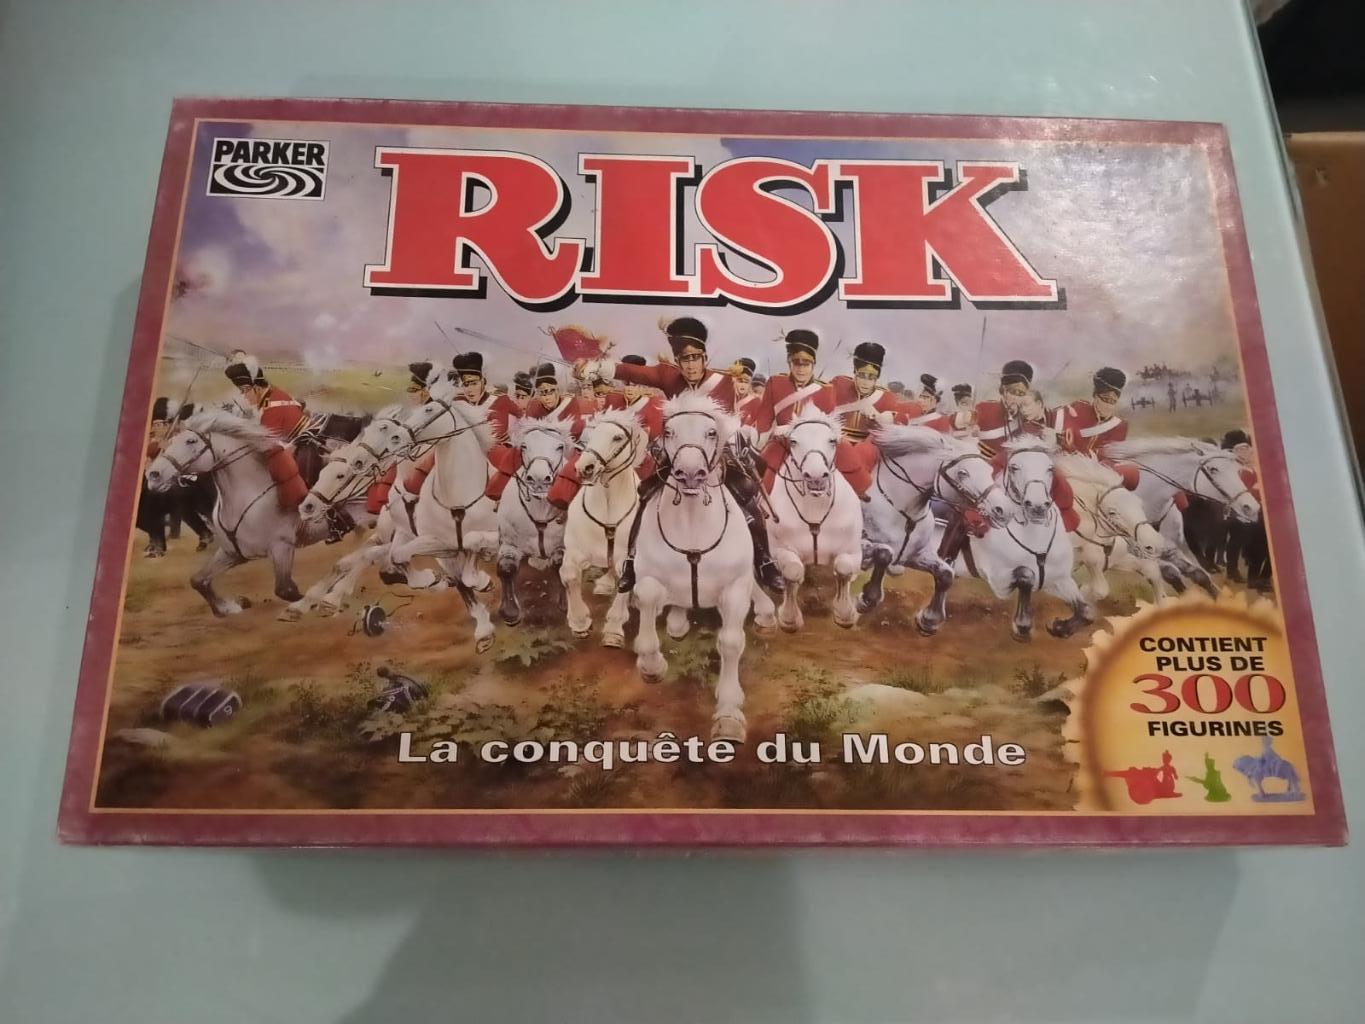 PARKER
RISK
La conquête du Monde
CONTIENT
PLUS DE
300
FIGURINES